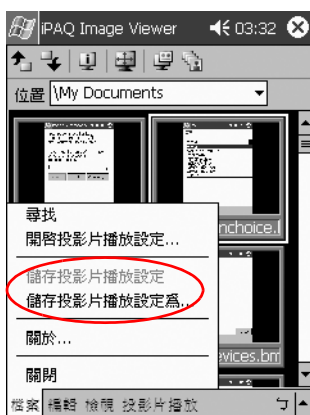 iPAQ Image Viewer 03:32
位置 \My Documents
nchoice.l
尋找
開啓投影片播放設定...
儲存投影片播放設定
儲存投影片播放設定爲..
evices.bm
關於...
關閉
檔案 編輯 檢視 投影片播放 ㄅ